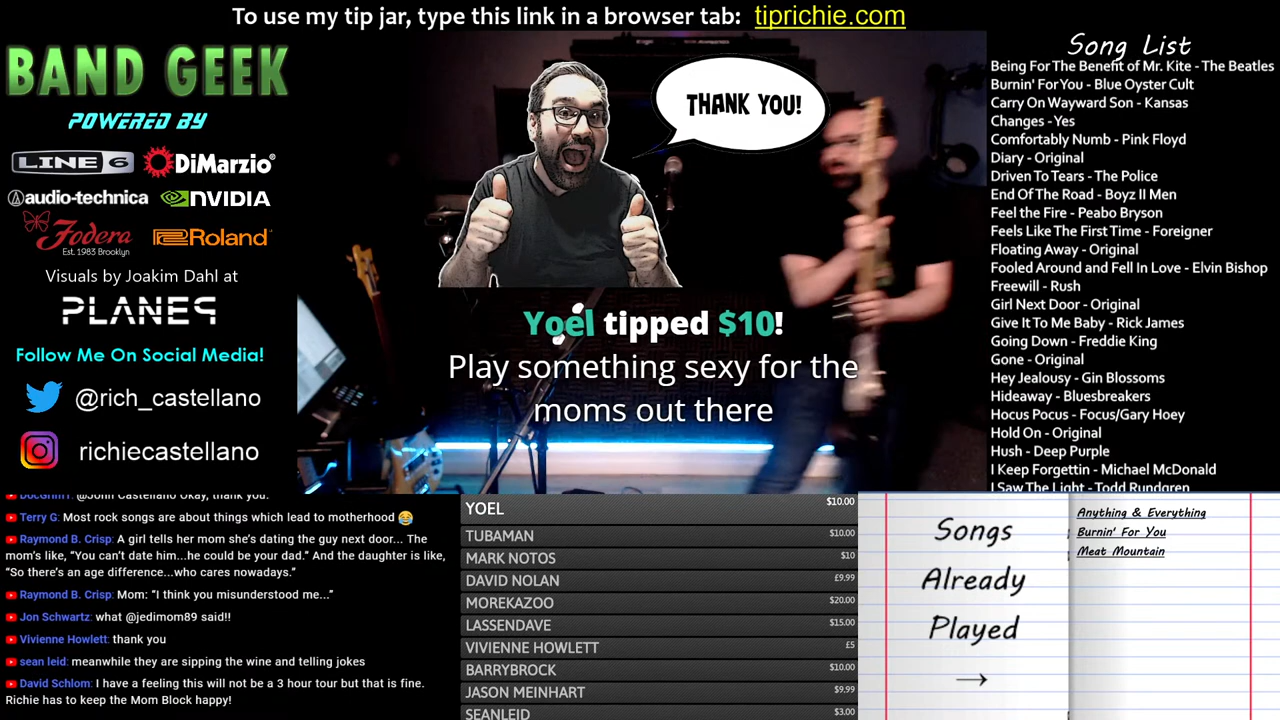 To use my tip jar, type this link in a browser tab: tiprichie.com
BAND GEEK
POWERED BY
LINE 6
DiMarzio
audio-technica
NVIDIA
Fodera
Est. 1983 Brooklyn
Roland
Visuals by Joakim Dahl at
PLANE9
Follow Me On Social Media!
@rich_castellano
richiecastellano
THANK YOU!
Yoel tipped $10!
Play something sexy for the
moms out there
Song List
Being For The Benefit of Mr. Kite - The Beatles
Burnin' For You - Blue Oyster Cult
Carry On Wayward Son - Kansas
Changes - Yes
Comfortably Numb - Pink Floyd
Diary - Original
Driven To Tears - The Police
End Of The Road - Boyz II Men
Feel the Fire - Peabo Bryson
Feels Like The First Time - Foreigner
Floating Away - Original
Fooled Around and Fell In Love - Elvin Bishop
Freewill - Rush
Girl Next Door - Original
Give It To Me Baby - Rick James
Going Down - Freddie King
Gone - Original
Hey Jealousy - Gin Blossoms
Hideaway - Bluesbreakers
Hocus Pocus - Focus/Gary Hoey
Hold On - Original
Hush - Deep Purple
I Keep Forgettin - Michael McDonald
I Saw The Light - Todd Rundgren
@John Castellano Okay, thank you.
Terry G: Most rock songs are about things which lead to motherhood 😂
Raymond B. Crisp: A girl tells her mom she's dating the guy next door... The
mom's like, “You can't date him...he could be your dad.” And the daughter is like,
“So there's an age difference...who cares nowadays.”
Raymond B. Crisp: Mom: “I think you misunderstood me...”
Jon Schwartz: what @jedimom89 said!!
Vivienne Howlett: thank you
sean leid: meanwhile they are sipping the wine and telling jokes
David Schlom: I have a feeling this will not be a 3 hour tour but that is fine.
Richie has to keep the Mom Block happy!
YOEL $10.00
TUBAMAN $10.00
MARK NOTOS $10
DAVID NOLAN £9.99
MOREKAZOO $20.00
LASSENDAVE $15.00
VIVIENNE HOWLETT £5
BARRYBROCK $10.00
JASON MEINHART $9.99
SEANLEID $3.00
Songs
Already
Played
→
Anything & Everything
Burnin' For You
Meat Mountain